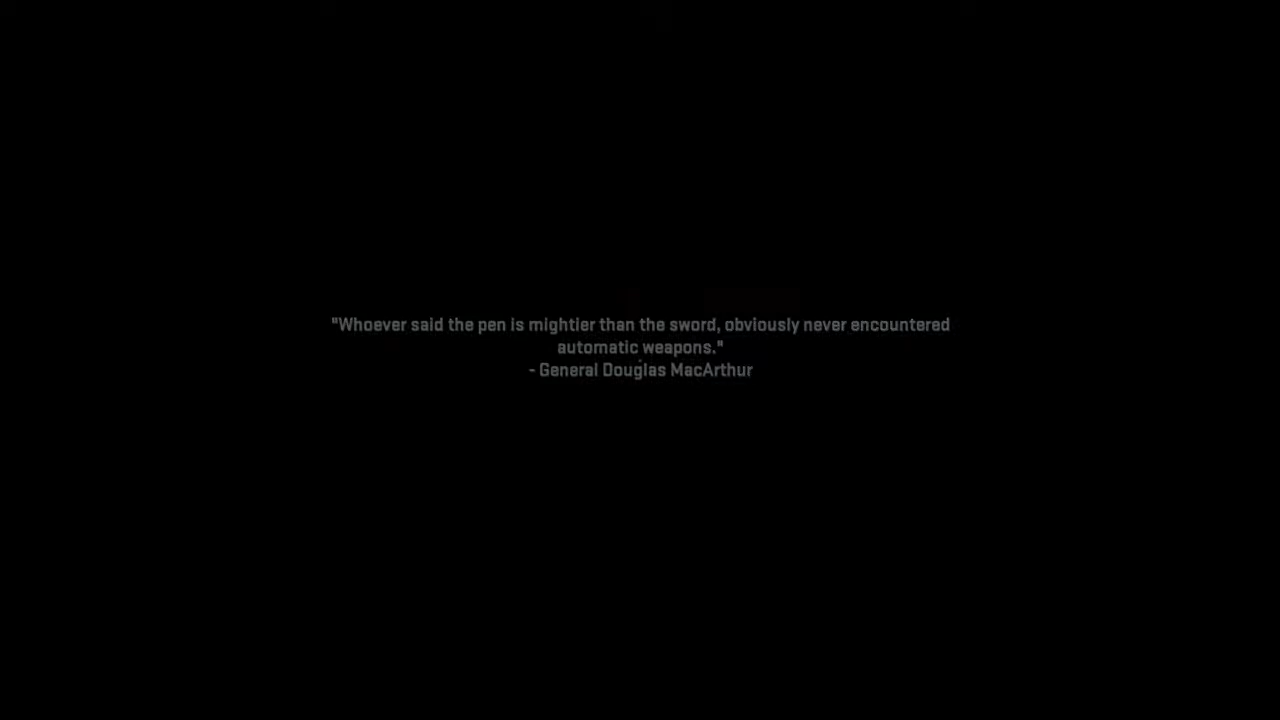 "Whoever said the pen is mightier than the sword, obviously never encountered
automatic weapons."
- General Douglas MacArthur